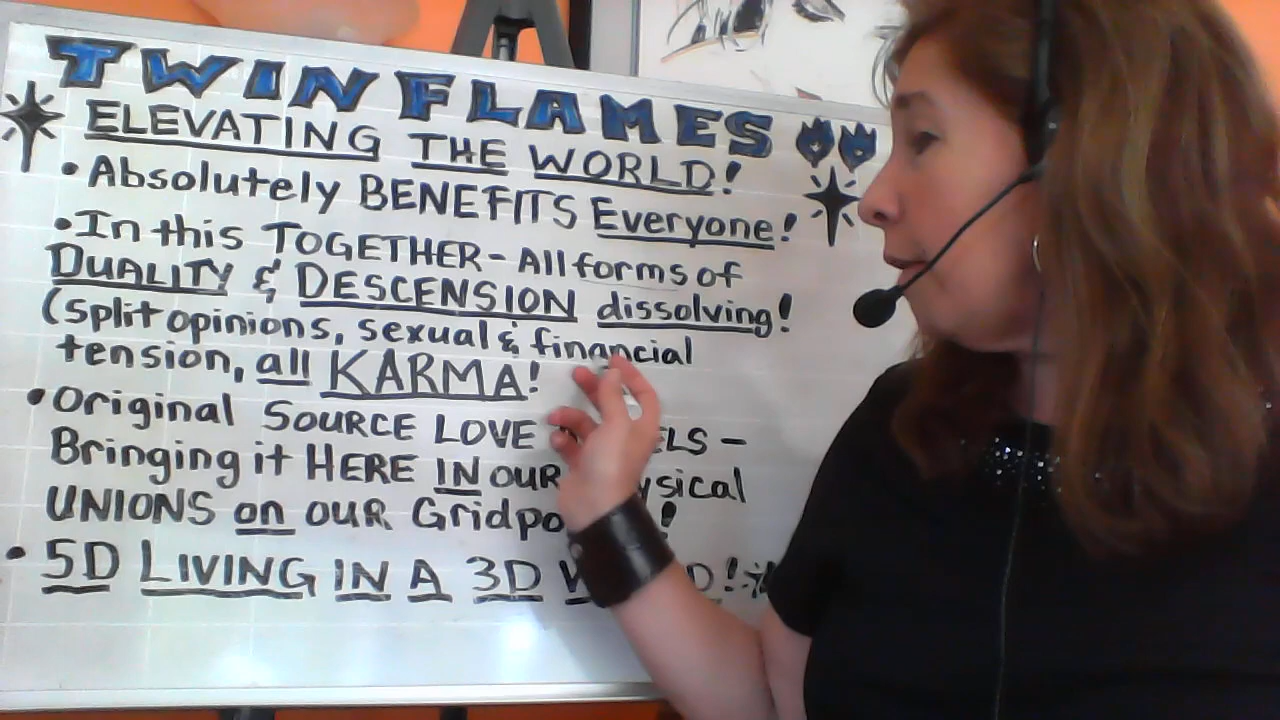 TWIN FLAMES
ELEVATING THE WORLD!
• Absolutely BENEFITS Everyone!
• In this TOGETHER - All forms of
DUALITY & DESCENSION dissolving!
(split opinions, sexual & financial
tension, all KARMA!
• Original SOURCE LOVE
Bringing it HERE IN OUR
UNIONS on OUR
• 5D LIVING IN A 3D